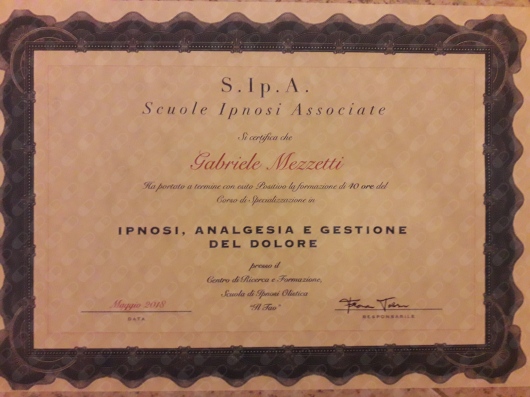 S.Ip.A.
Scuole Ipnosi Associate
Si certifica che
Gabriele Mezzetti
Ha portato a termine con esito Positivo la formazione di 40 ore del
Corso di Specializzazione in
IPNOSI, ANALGESIA E GESTIONE
DEL DOLORE
presso il
Centro di Ricerca e Formazione,
Scuola di Ipnosi Olistica
"Il Tao"
Maggio 2018
DATA
RESPONSABILE